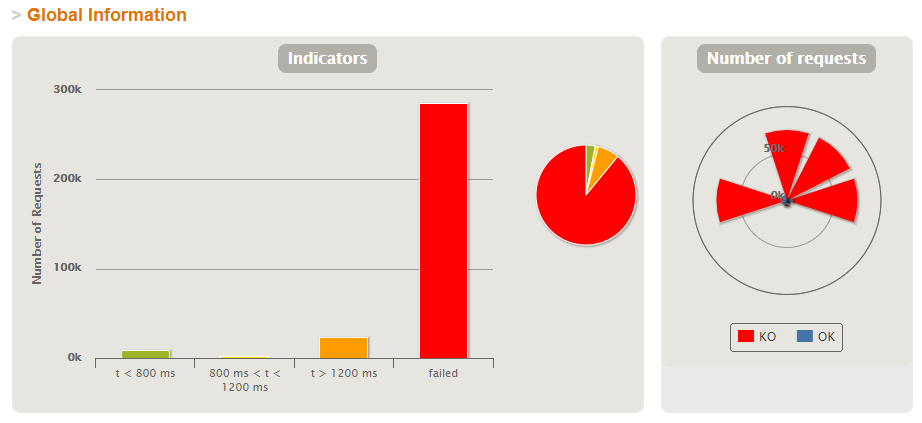 > Global Information
Indicators
Number of requests
300k
200k
100k
0k
Number of Requests
t < 800 ms
800 ms < t <
1200 ms
t > 1200 ms
failed
50k
0k
KO
OK